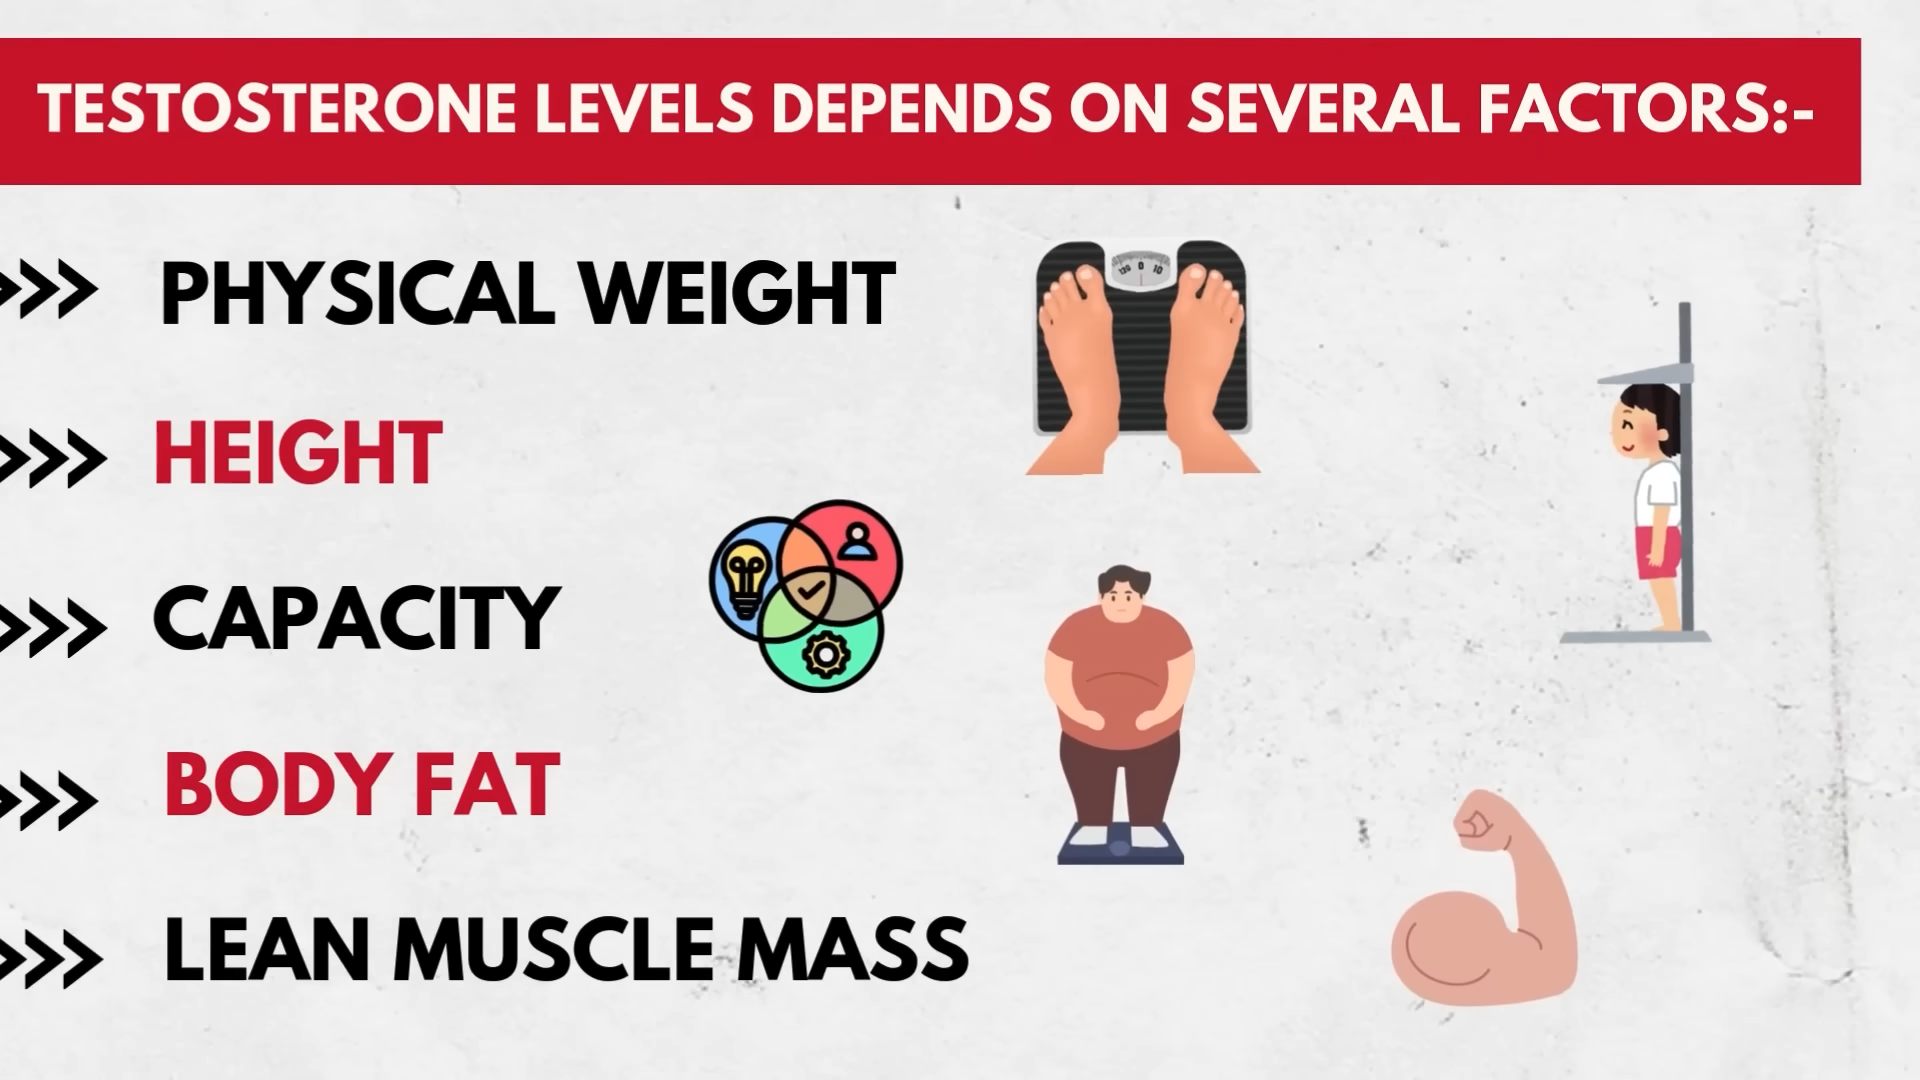 TESTOSTERONE LEVELS DEPENDS ON SEVERAL FACTORS:-
PHYSICAL WEIGHT
HEIGHT
CAPACITY
BODY FAT
LEAN MUSCLE MASS